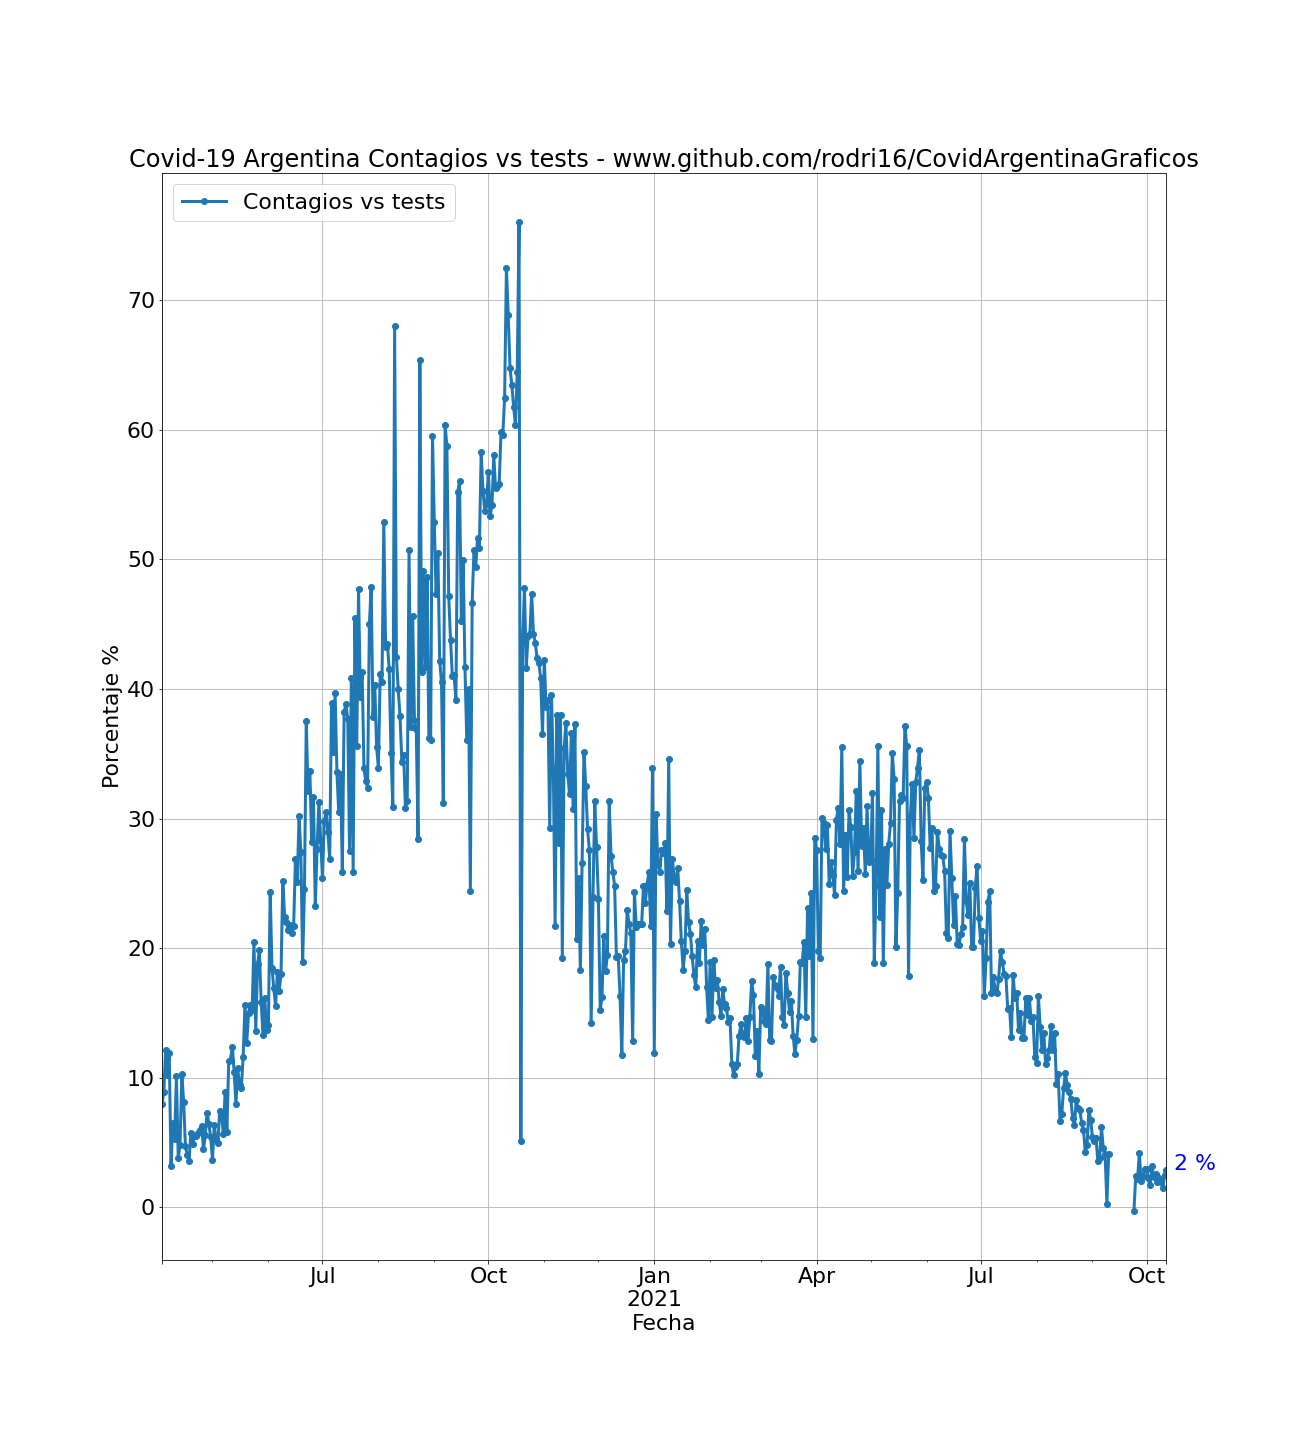 Covid-19 Argentina Contagios vs tests - www.github.com/rodri16/CovidArgentinaGraficos
Contagios vs tests
70
60
50
40
30
20
10
0
Porcentaje %
2 %
Jul
Oct
Jan
2021
Apr
Jul
Oct
Fecha